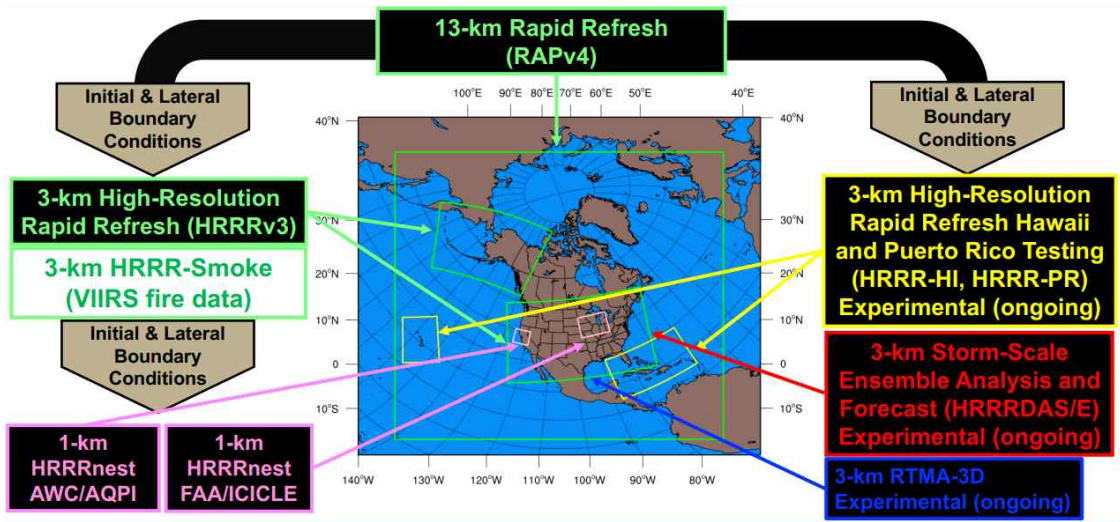 13-km Rapid Refresh
(RAPv4)
Initial & Lateral
Boundary
Conditions
Initial & Lateral
Boundary
Conditions
100°E 90°E 80°E 70°E 60°E 50°E 40°E
40°N
30°N
20°N
10°N
0°
10°S
40°N
30°N
20°N
10°N
0°
10°S
140°W 130°W 120°W 110°W 100°W 90°W 80°W
3-km High-Resolution
Rapid Refresh (HRRRv3)
3-km HRRR-Smoke
(VIIRS fire data)
Initial & Lateral
Boundary
Conditions
1-km
HRRRnest
AWC/AQPI
1-km
HRRRnest
FAA/ICICLE
3-km High-Resolution
Rapid Refresh Hawaii
and Puerto Rico Testing
(HRRR-HI, HRRR-PR)
Experimental (ongoing)
3-km Storm-Scale
Ensemble Analysis and
Forecast (HRRRDAS/E)
Experimental (ongoing)
3-km RTMA-3D
Experimental (ongoing)